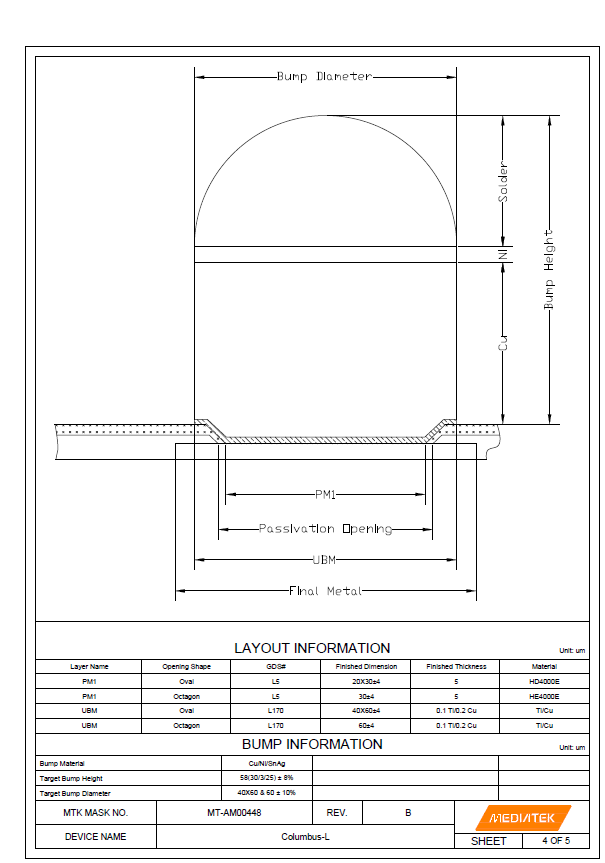 Bump Diameter
Solder
Ni
Bump Height
Cu
PM1
Passivation Opening
UBM
Final Metal
LAYOUT INFORMATION
Unit: um
Layer Name Opening Shape GDS# Finished Dimension Finished Thickness Material
PM1 Oval L5 20X30±4 5 HD4000E
PM1 Octagon L5 30±4 5 HE4000E
UBM Oval L170 40X60±4 0.1 Ti/0.2 Cu Ti/Cu
UBM Octagon L170 60±4 0.1 Ti/0.2 Cu Ti/Cu
BUMP INFORMATION
Unit: um
Bump Material Cu/Ni/SnAg
Target Bump Height 58(30/3/25) ± 8%
Target Bump Diameter 40X60 & 60 ± 10%
MTK MASK NO. MT-AM00448 REV. B
MEDIATEK
DEVICE NAME Columbus-L
SHEET 4 OF 5